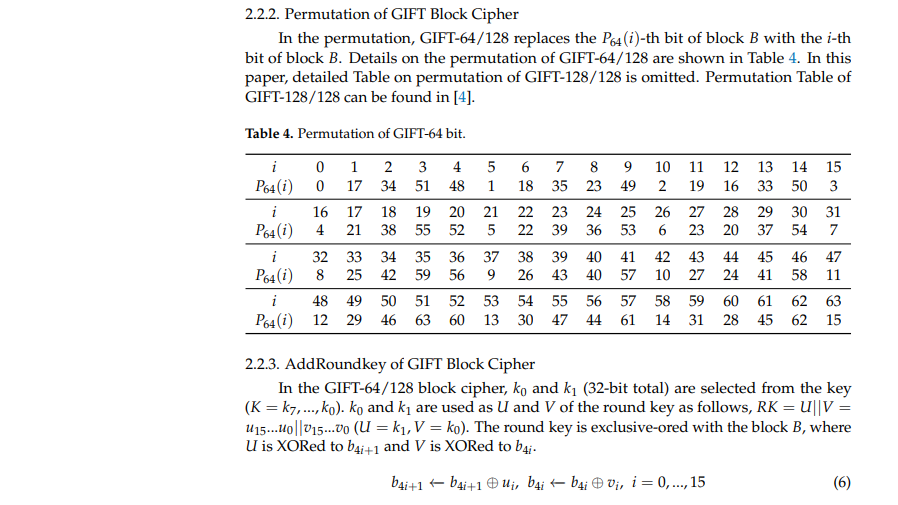 2.2.2. Permutation of GIFT Block Cipher
In the permutation, GIFT-64/128 replaces the P64(i)-th bit of block B with the i-th
bit of block B. Details on the permutation of GIFT-64/128 are shown in Table 4. In this
paper, detailed Table on permutation of GIFT-128/128 is omitted. Permutation Table of
GIFT-128/128 can be found in [4].
Table 4. Permutation of GIFT-64 bit.
i 0 1 2 3 4 5 6 7 8 9 10 11 12 13 14 15
P64(i) 0 17 34 51 48 1 18 35 23 49 2 19 16 33 50 3
i 16 17 18 19 20 21 22 23 24 25 26 27 28 29 30 31
P64(i) 4 21 38 55 52 5 22 39 36 53 6 23 20 37 54 7
i 32 33 34 35 36 37 38 39 40 41 42 43 44 45 46 47
P64(i) 8 25 42 59 56 9 26 43 40 57 10 27 24 41 58 11
i 48 49 50 51 52 53 54 55 56 57 58 59 60 61 62 63
P64(i) 12 29 46 63 60 13 30 47 44 61 14 31 28 45 62 15
2.2.3. AddRoundkey of GIFT Block Cipher
In the GIFT-64/128 block cipher, k0 and k1 (32-bit total) are selected from the key
(K = k7, ..., k0). k0 and k1 are used as U and V of the round key as follows, RK = U||V =
u15...u0||v15...v0 (U = k1, V = k0). The round key is exclusive-ored with the block B, where
U is XORed to b4i+1 and V is XORed to b4i.
b4i+1 ← b4i+1 ⊕ ui, b4i ← b4i ⊕ vi, i = 0, ..., 15 (6)